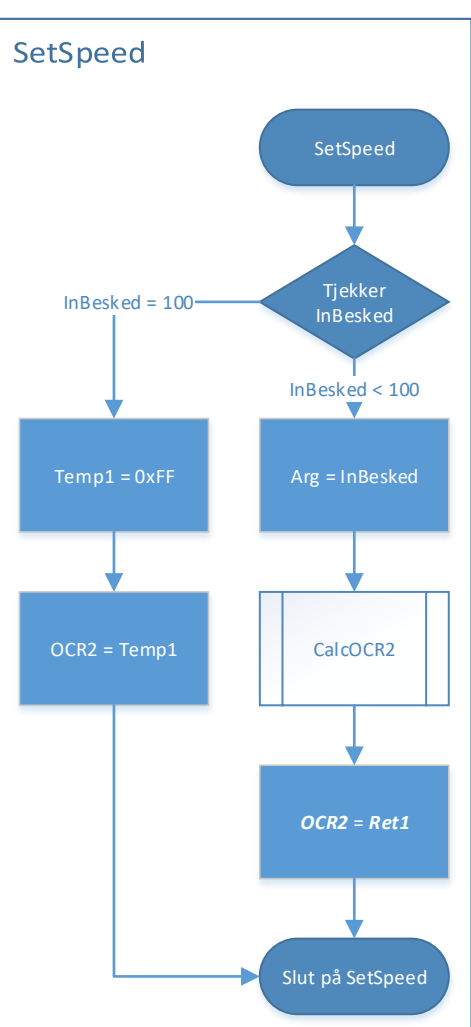 SetSpeed
SetSpeed
Tjekker
InBesked
InBesked = 100
InBesked < 100
Temp1 = 0xFF
Arg = InBesked
OCR2 = Temp1
CalcOCR2
OCR2 = Ret1
Slut på SetSpeed